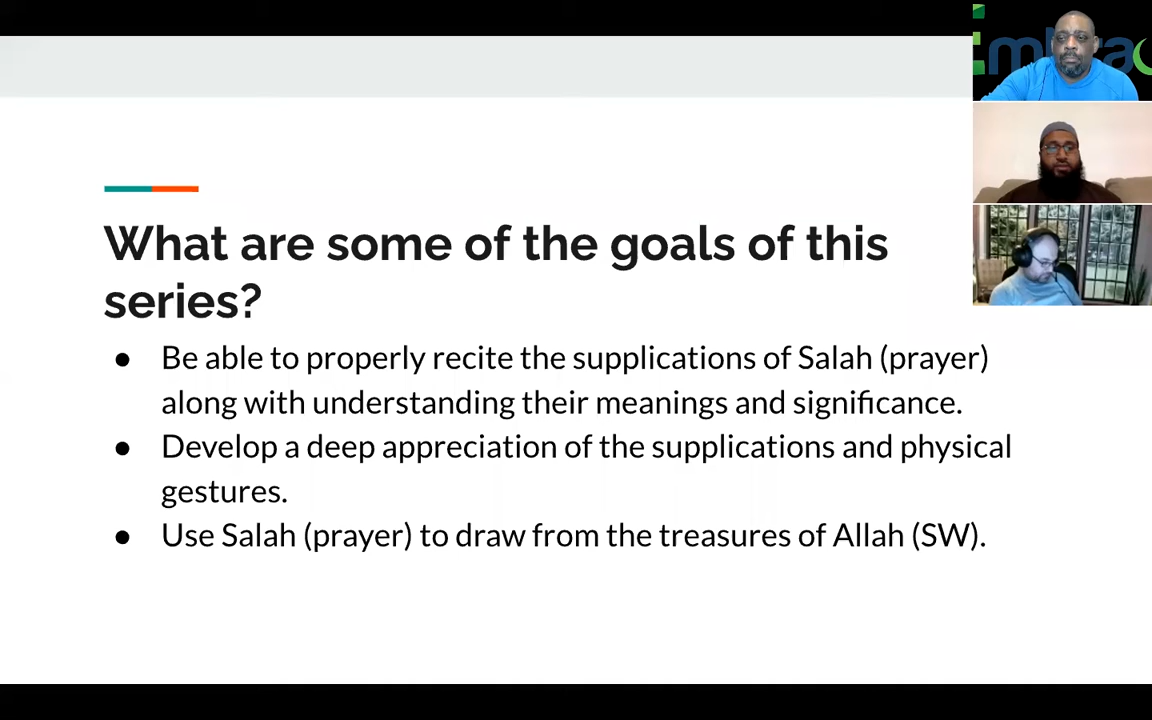 What are some of the goals of this
series?
● Be able to properly recite the supplications of Salah (prayer)
along with understanding their meanings and significance.
● Develop a deep appreciation of the supplications and physical
gestures.
● Use Salah (prayer) to draw from the treasures of Allah (SW).